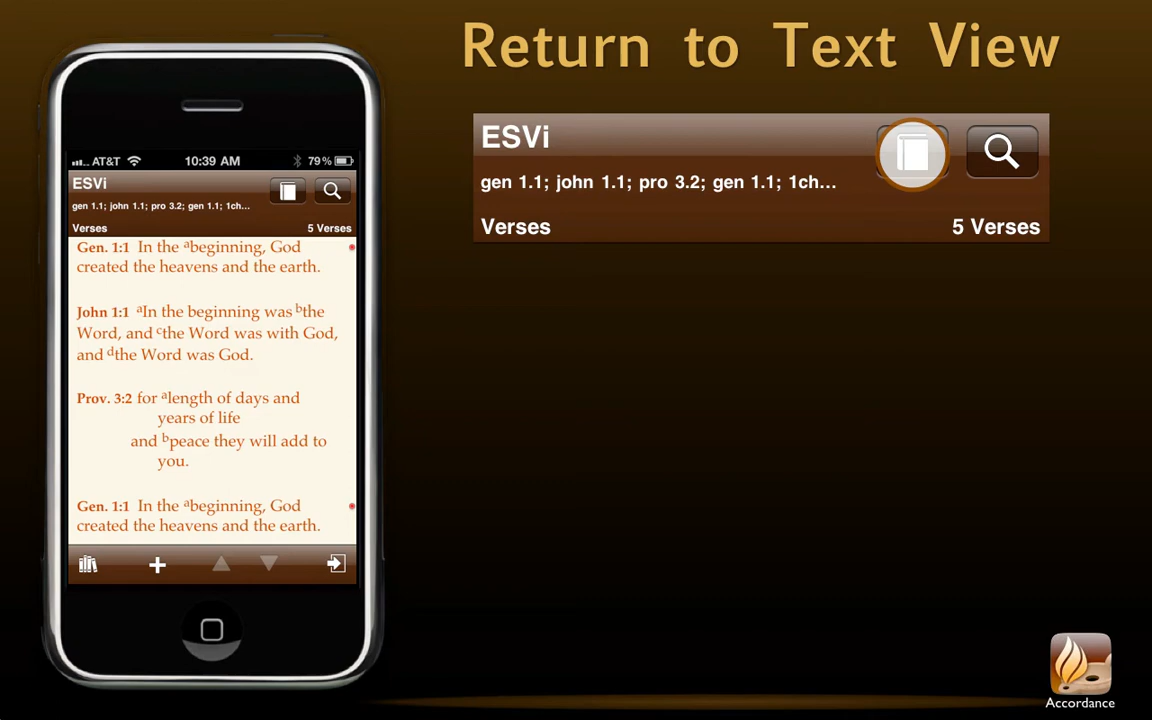 Return to Text View
ESVi
gen 1.1; john 1.1; pro 3.2; gen 1.1; 1ch...
Verses 5 Verses
AT&T 10:39 AM 79%
ESVi
gen 1.1; john 1.1; pro 3.2; gen 1.1; 1ch...
Verses 5 Verses
Gen. 1:1 In the ᵃbeginning, God
created the heavens and the earth.
John 1:1 ᵃIn the beginning was ᵇthe
Word, and ᶜthe Word was with God,
and ᵈthe Word was God.
Prov. 3:2 for ᵃlength of days and
years of life
and ᵇpeace they will add to
you.
Gen. 1:1 In the ᵃbeginning, God
created the heavens and the earth.
Accordance